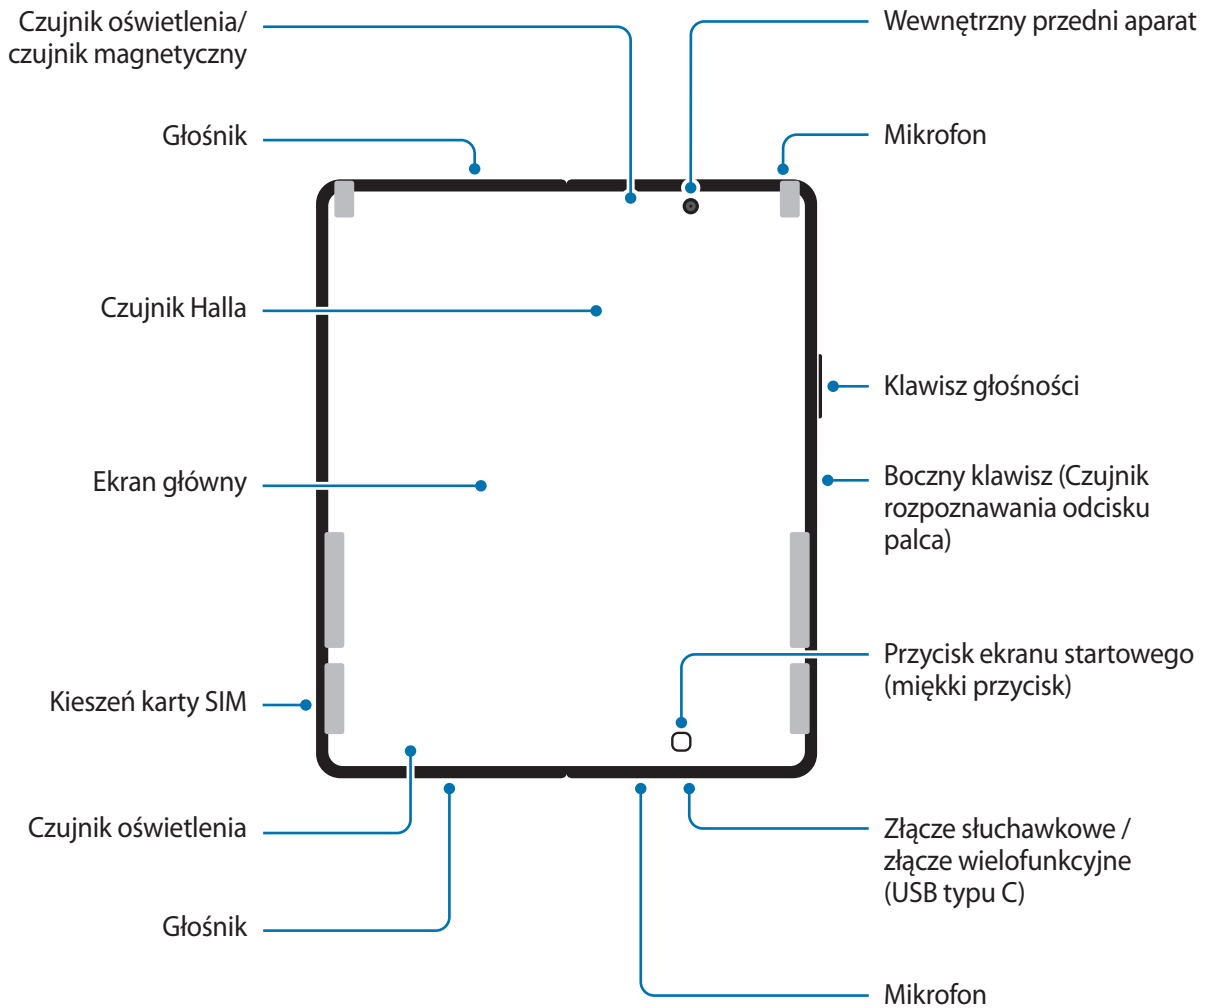 Czujnik oświetlenia/
czujnik magnetyczny
Głośnik
Czujnik Halla
Ekran główny
Kieszeń karty SIM
Czujnik oświetlenia
Głośnik
Wewnętrzny przedni aparat
Mikrofon
Klawisz głośności
Boczny klawisz (Czujnik
rozpoznawania odcisku
palca)
Przycisk ekranu startowego
(miękki przycisk)
Złącze słuchawkowe /
złącze wielofunkcyjne
(USB typu C)
Mikrofon